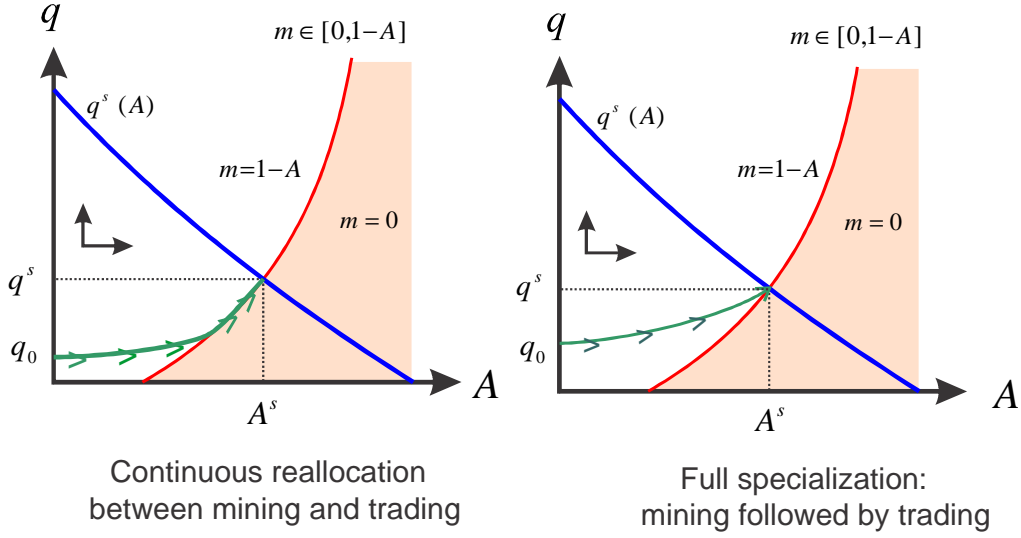 q
m ∈ [0,1−A]
q^s (A)
m=1−A
m = 0
q^s
q_0
A
A^s
Continuous reallocation
between mining and trading
q
m ∈ [0,1−A]
q^s (A)
m=1−A
m = 0
q^s
q_0
A
A^s
Full specialization:
mining followed by trading